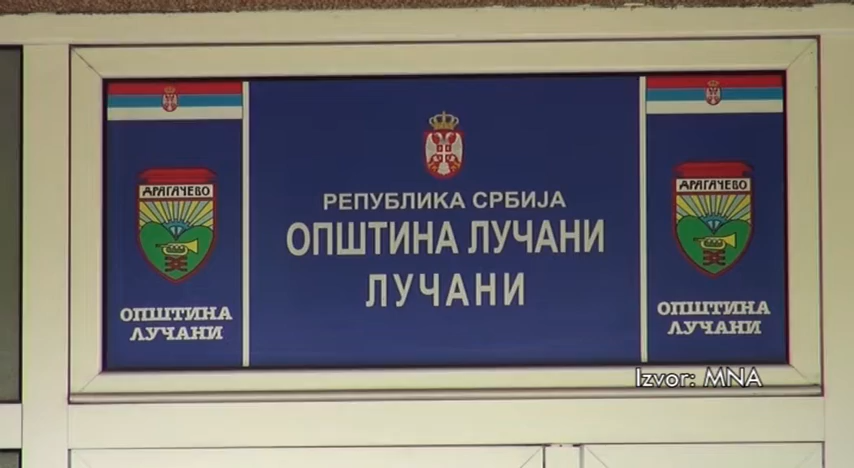 ДРАГАЧЕВО
ОПШТИНА
ЛУЧАНИ
РЕПУБЛИКА СРБИЈА
ОПШТИНА ЛУЧАНИ
ЛУЧАНИ
ДРАГАЧЕВО
ОПШТИНА
ЛУЧАНИ
Izvor: MNA